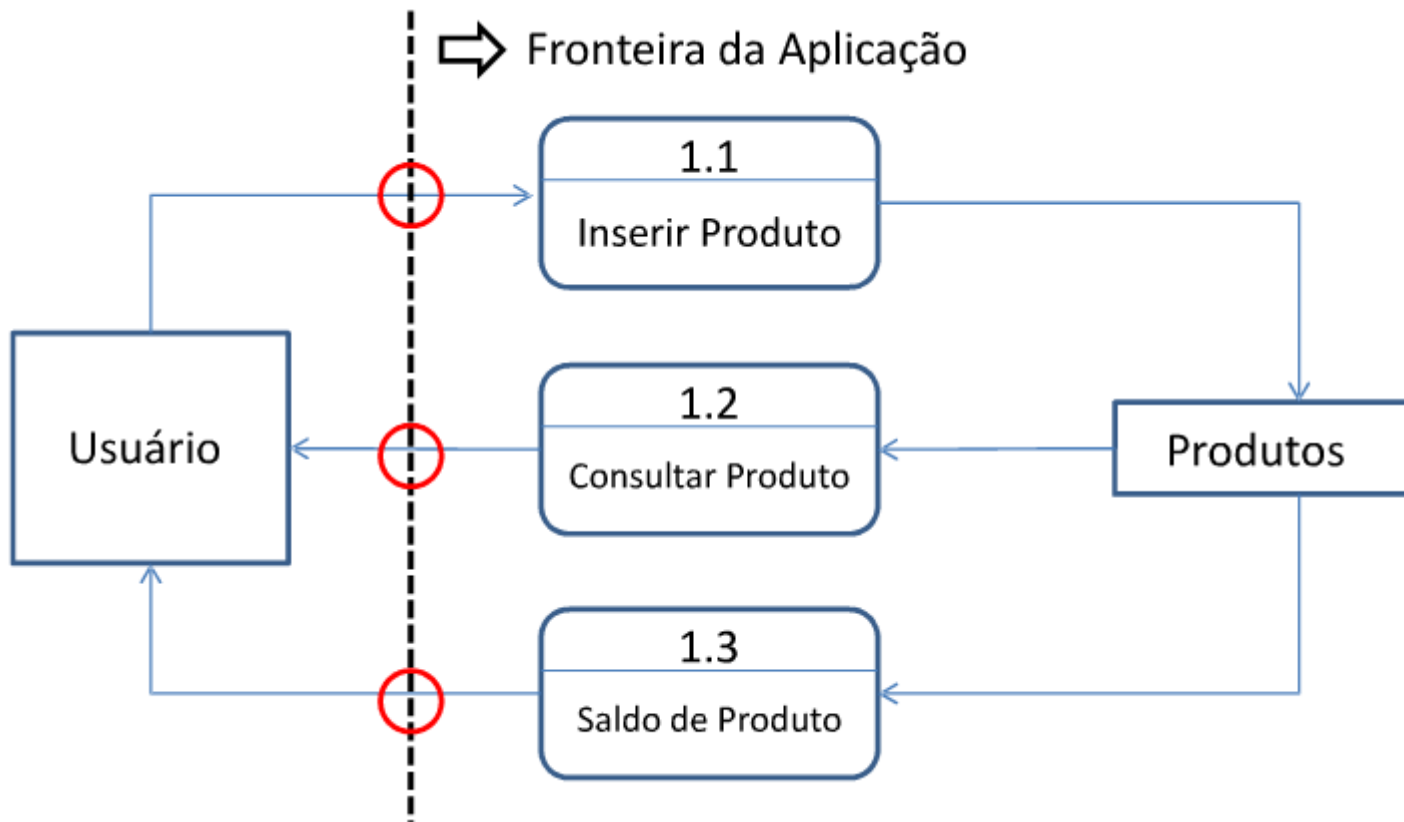 Fronteira da Aplicação
1.1
Inserir Produto
Usuário
1.2
Consultar Produto
Produtos
1.3
Saldo de Produto